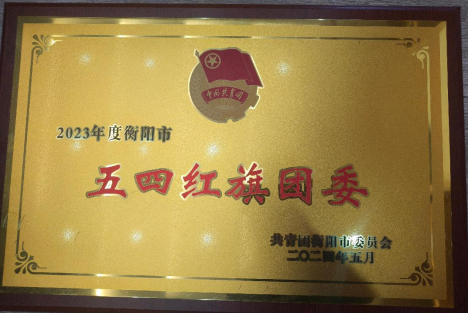 中国共青团
2023年度衡阳市
五四红旗团委
共青团衡阳市委员会
二〇二四年五月